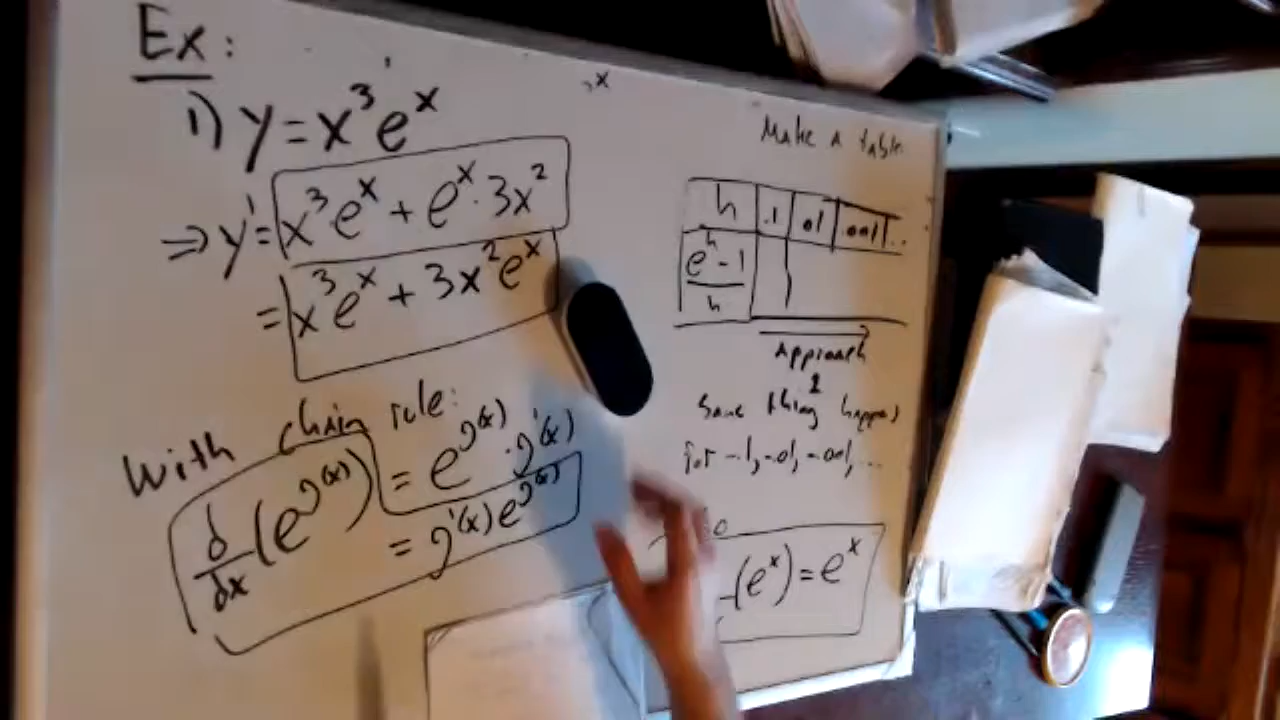 Ex:
1) y = x³eˣ
⇒ y' = x³eˣ + eˣ · 3x²
= x³eˣ + 3x²eˣ
With chain rule:
d/dx (e^g(x)) = e^g(x) · g'(x)
= g'(x) e^g(x)
x
Make a table
h .1 .01 .001 ..
(e^h - 1)/h
Approach
1
Same thing happens
for -.1, -.01, -.001, ...
(eˣ) = eˣ